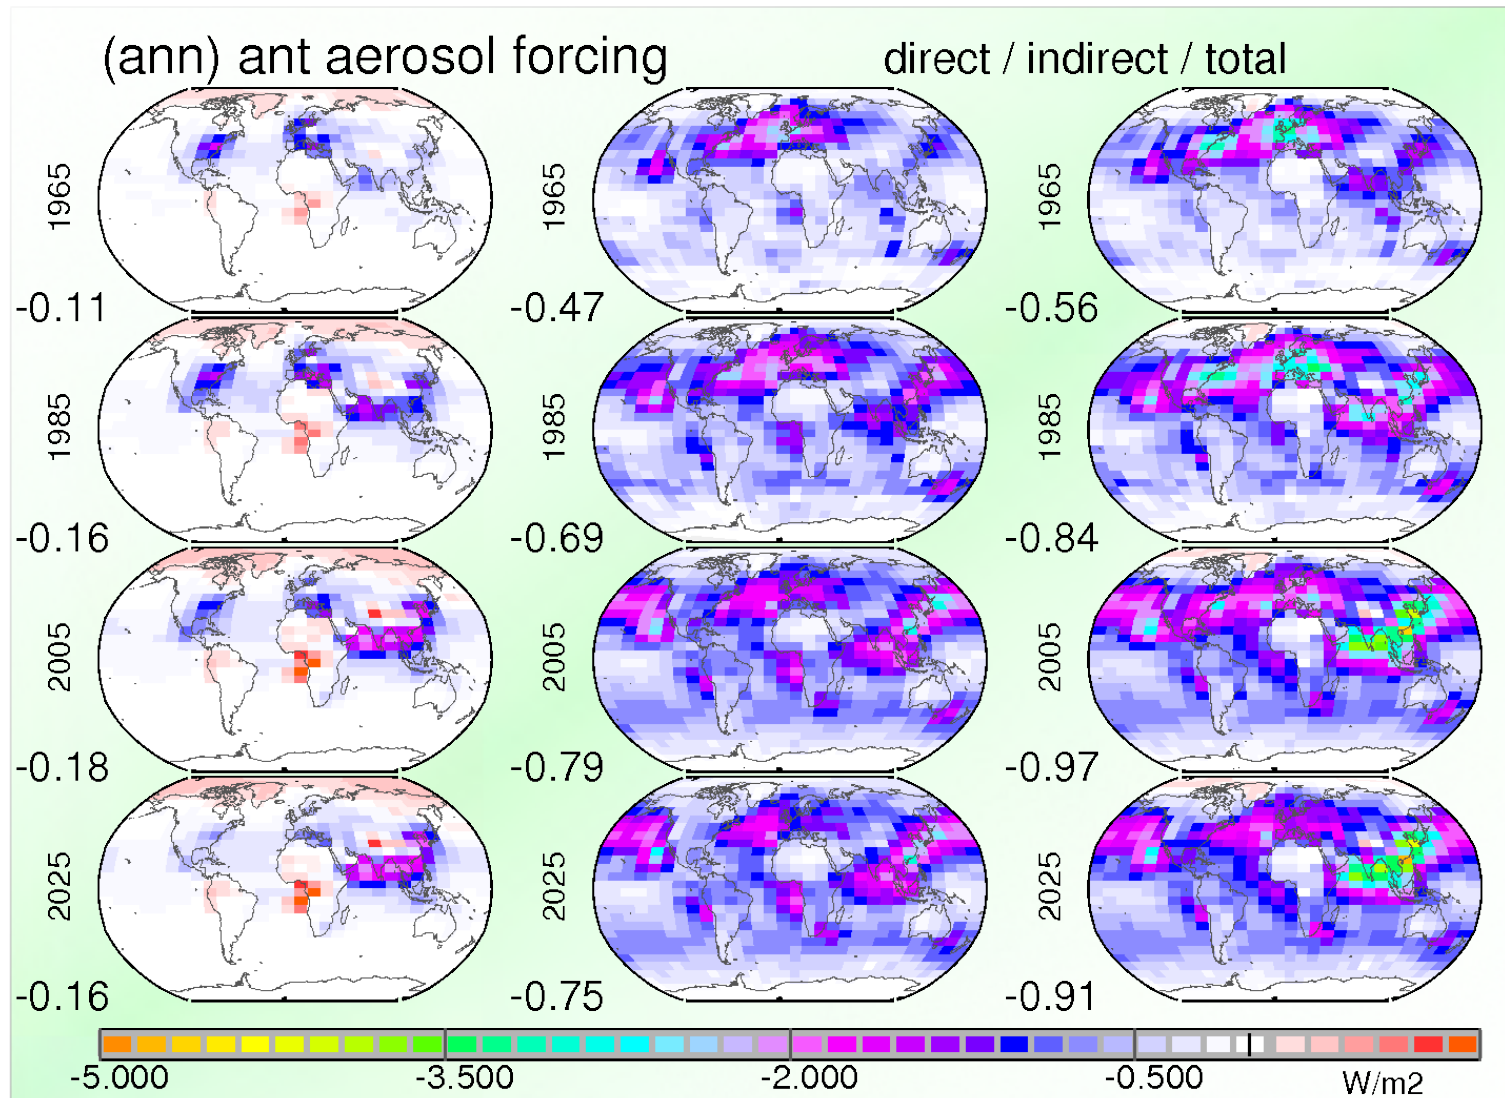 (ann) ant aerosol forcing direct / indirect / total
1965 1965 1965
-0.11 -0.47 -0.56
1985 1985 1985
-0.16 -0.69 -0.84
2005 2005 2005
-0.18 -0.79 -0.97
2025 2025 2025
-0.16 -0.75 -0.91
-5.000 -3.500 -2.000 -0.500 W/m2